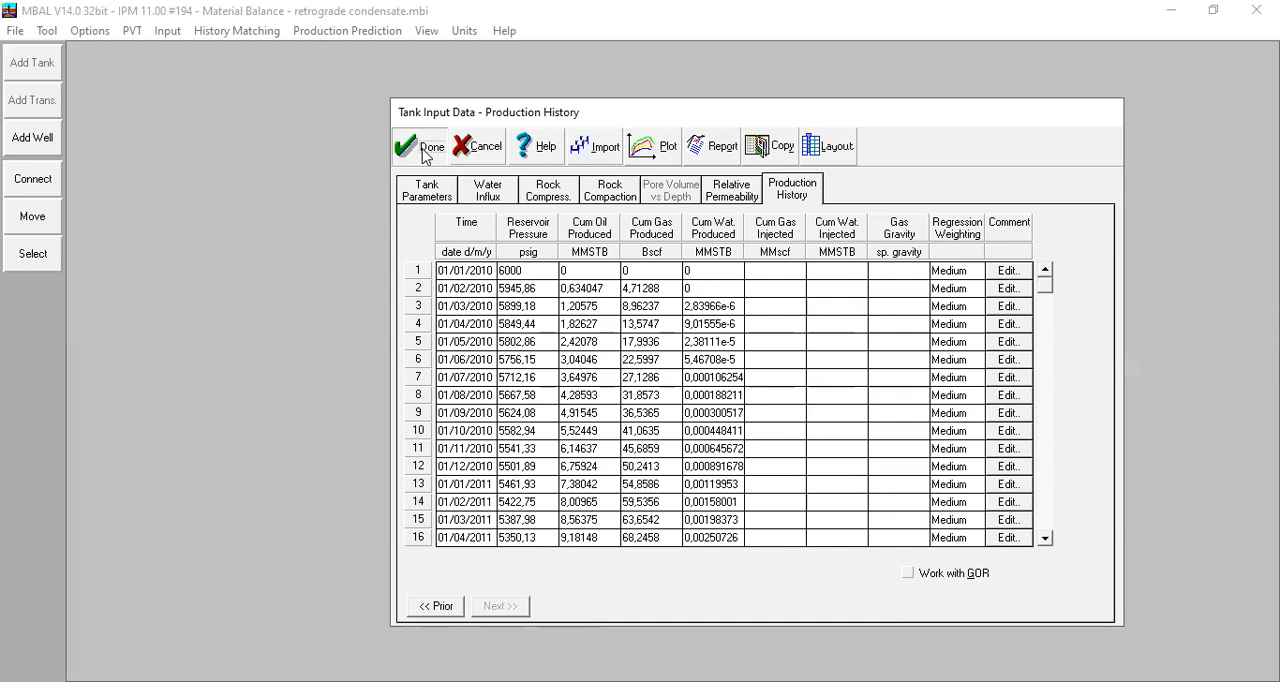 MBAL V14.0 32bit - IPM 11.00 #194 - Material Balance - retrograde condensate.mbi
File Tool Options PVT Input History Matching Production Prediction View Units Help
Add Tank
Add Trans.
Add Well
Connect
Move
Select
Tank Input Data - Production History
Done Cancel Help Import Plot Report Copy Layout
Tank Parameters Water Influx Rock Compress. Rock Compaction Pore Volume vs Depth Relative Permeability Production History
Time Reservoir Pressure Cum Oil Produced Cum Gas Produced Cum Wat. Produced Cum Gas Injected Cum Wat. Injected Gas Gravity Regression Weighting Comment
date d/m/y psig MMSTB Bscf MMSTB MMscf MMSTB sp. gravity
1 01/01/2010 6000 0 0 0 Medium Edit..
2 01/02/2010 5945,86 0,634047 4,71288 0 Medium Edit..
3 01/03/2010 5899,18 1,20575 8,96237 2,83966e-6 Medium Edit..
4 01/04/2010 5849,44 1,82627 13,5747 9,01555e-6 Medium Edit..
5 01/05/2010 5802,86 2,42078 17,9936 2,38111e-5 Medium Edit..
6 01/06/2010 5756,15 3,04046 22,5997 5,46708e-5 Medium Edit..
7 01/07/2010 5712,16 3,64976 27,1286 0,000106254 Medium Edit..
8 01/08/2010 5667,58 4,28593 31,8573 0,000188211 Medium Edit..
9 01/09/2010 5624,08 4,91545 36,5365 0,000300517 Medium Edit..
10 01/10/2010 5582,94 5,52449 41,0635 0,000448411 Medium Edit..
11 01/11/2010 5541,33 6,14637 45,6859 0,000645672 Medium Edit..
12 01/12/2010 5501,89 6,75924 50,2413 0,000891678 Medium Edit..
13 01/01/2011 5461,93 7,38042 54,8586 0,00119953 Medium Edit..
14 01/02/2011 5422,75 8,00965 59,5356 0,00158001 Medium Edit..
15 01/03/2011 5387,98 8,56375 63,6542 0,00198373 Medium Edit..
16 01/04/2011 5350,13 9,18148 68,2458 0,00250726 Medium Edit..
Work with GOR
<< Prior Next >>